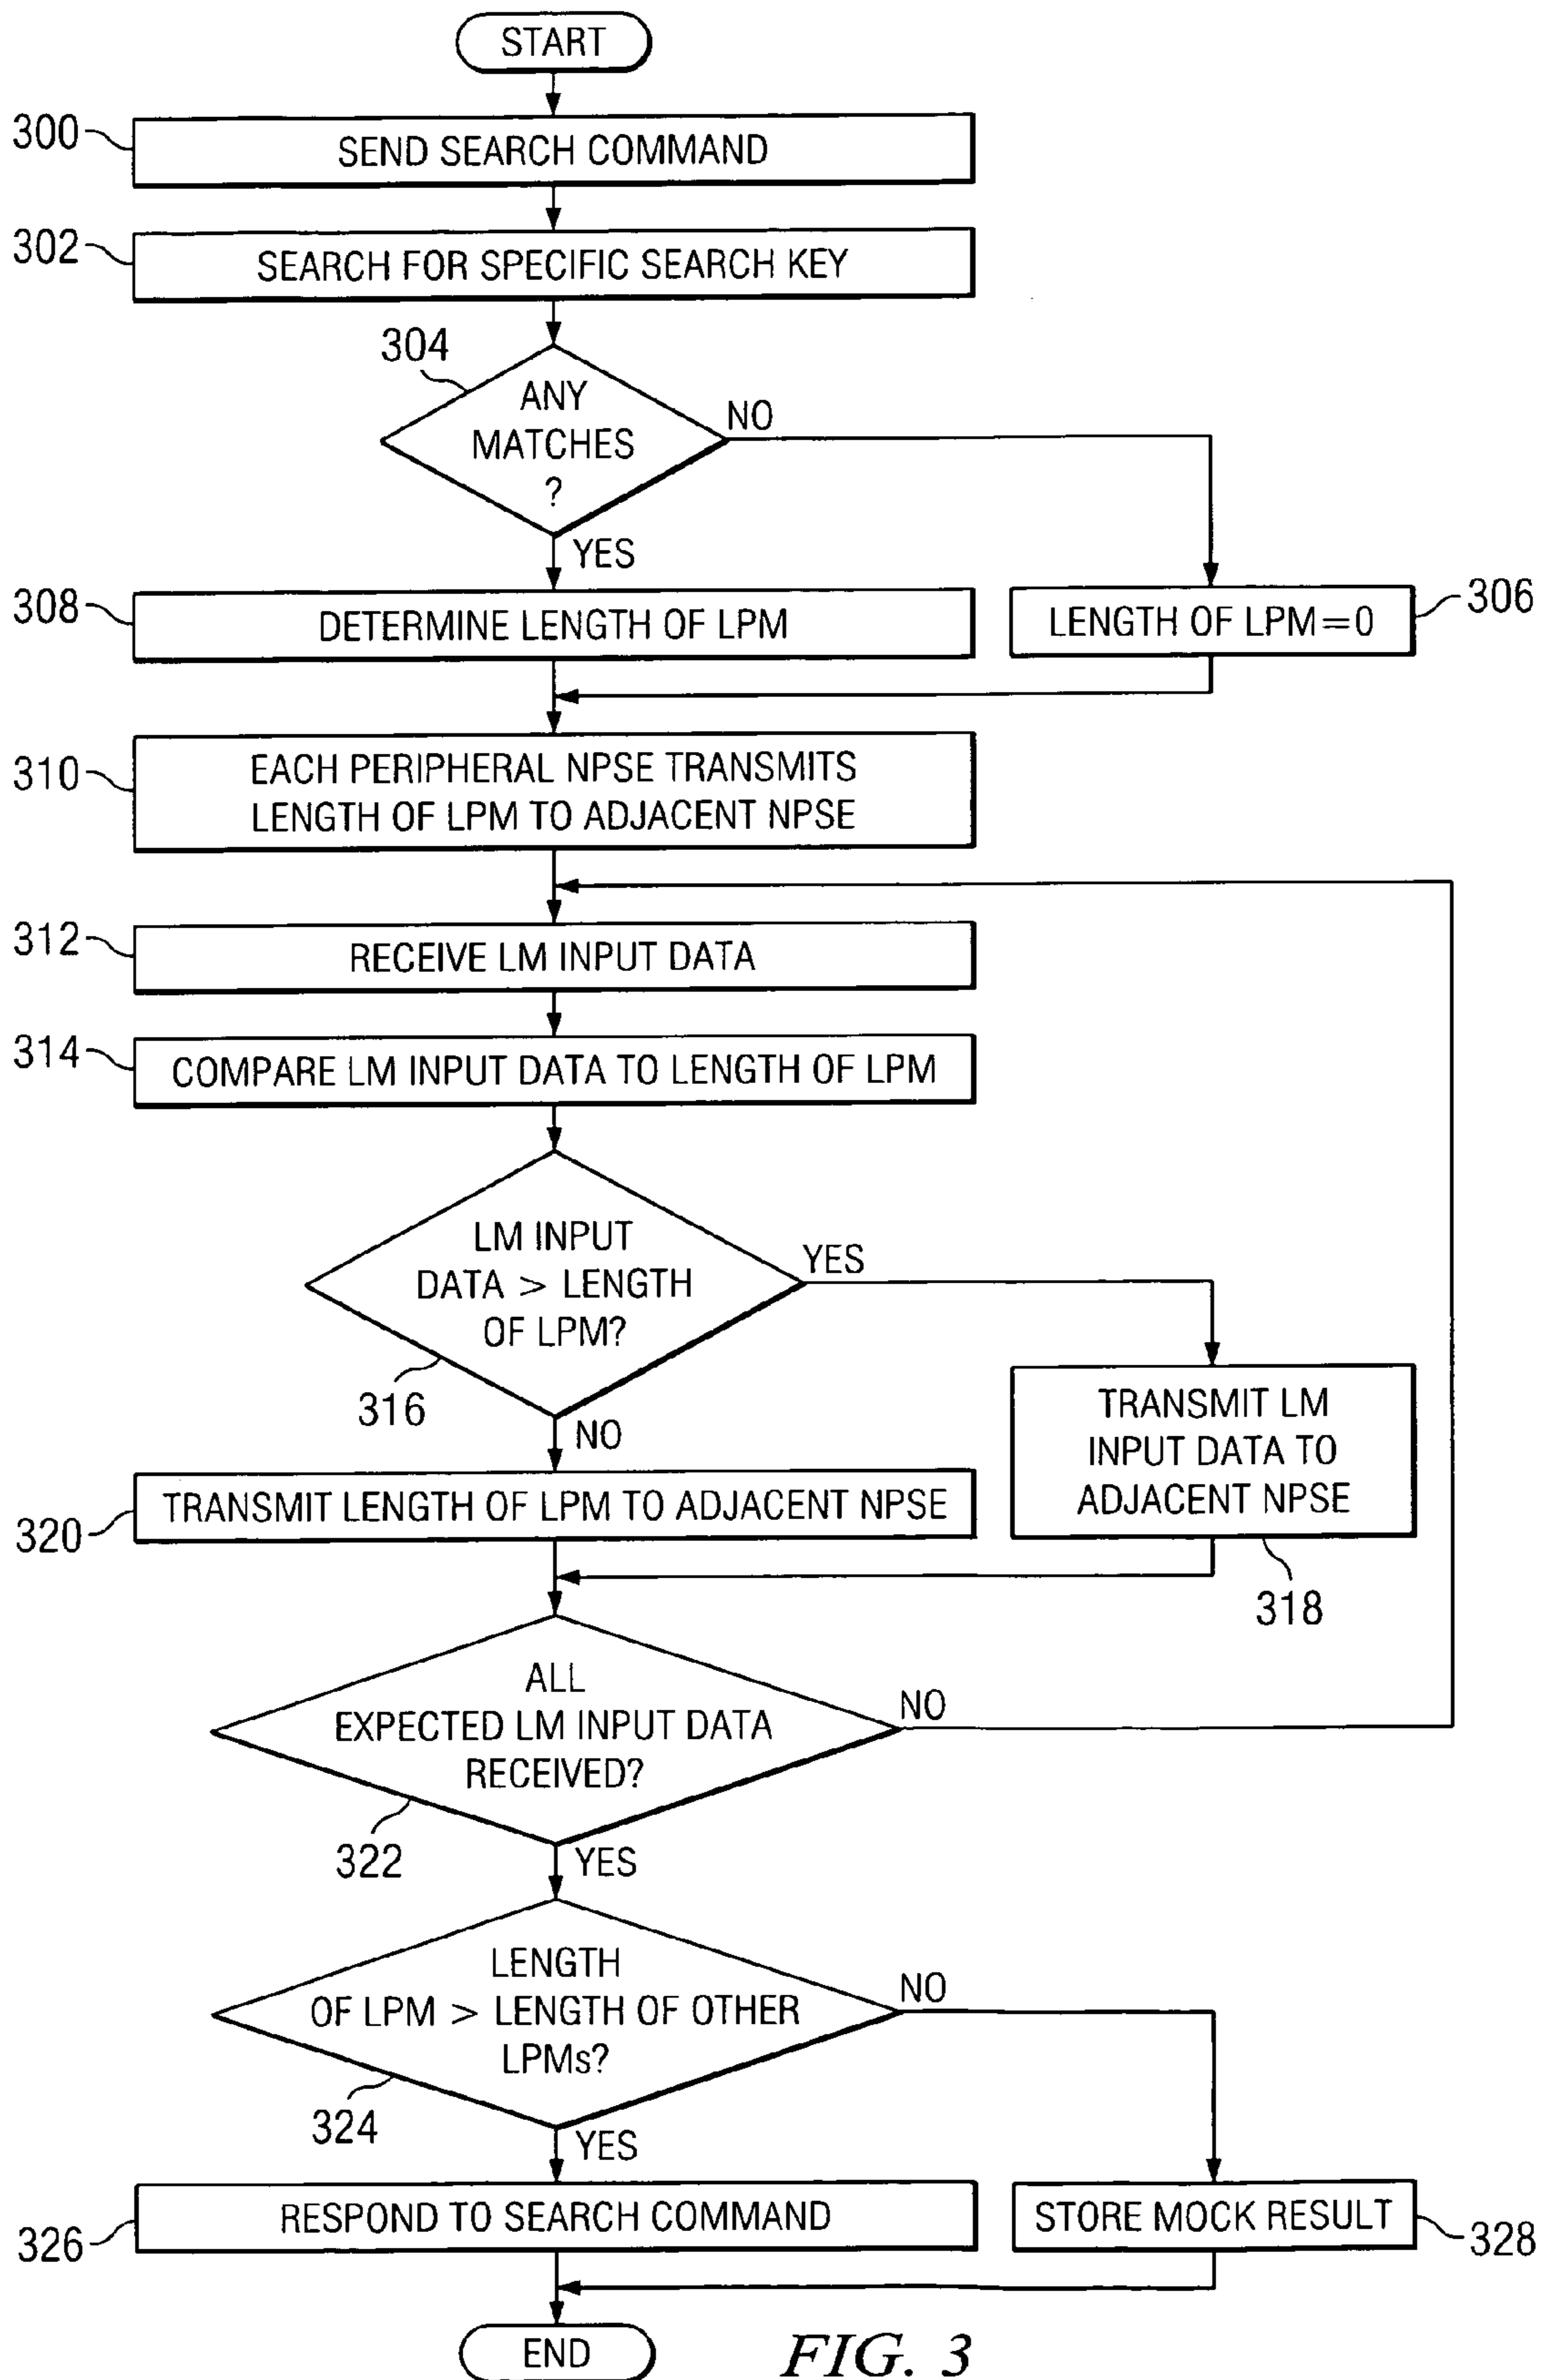 START
300
SEND SEARCH COMMAND
302
SEARCH FOR SPECIFIC SEARCH KEY
304
ANY
MATCHES
?
NO
YES
308
DETERMINE LENGTH OF LPM
LENGTH OF LPM=0
306
310
EACH PERIPHERAL NPSE TRANSMITS
LENGTH OF LPM TO ADJACENT NPSE
312
RECEIVE LM INPUT DATA
314
COMPARE LM INPUT DATA TO LENGTH OF LPM
LM INPUT
DATA > LENGTH
OF LPM?
YES
316
NO
TRANSMIT LM
INPUT DATA TO
ADJACENT NPSE
318
320
TRANSMIT LENGTH OF LPM TO ADJACENT NPSE
ALL
EXPECTED LM INPUT DATA
RECEIVED?
NO
322
YES
LENGTH
OF LPM > LENGTH OF OTHER
LPMs?
NO
324
YES
326
RESPOND TO SEARCH COMMAND
STORE MOCK RESULT
328
END
FIG. 3